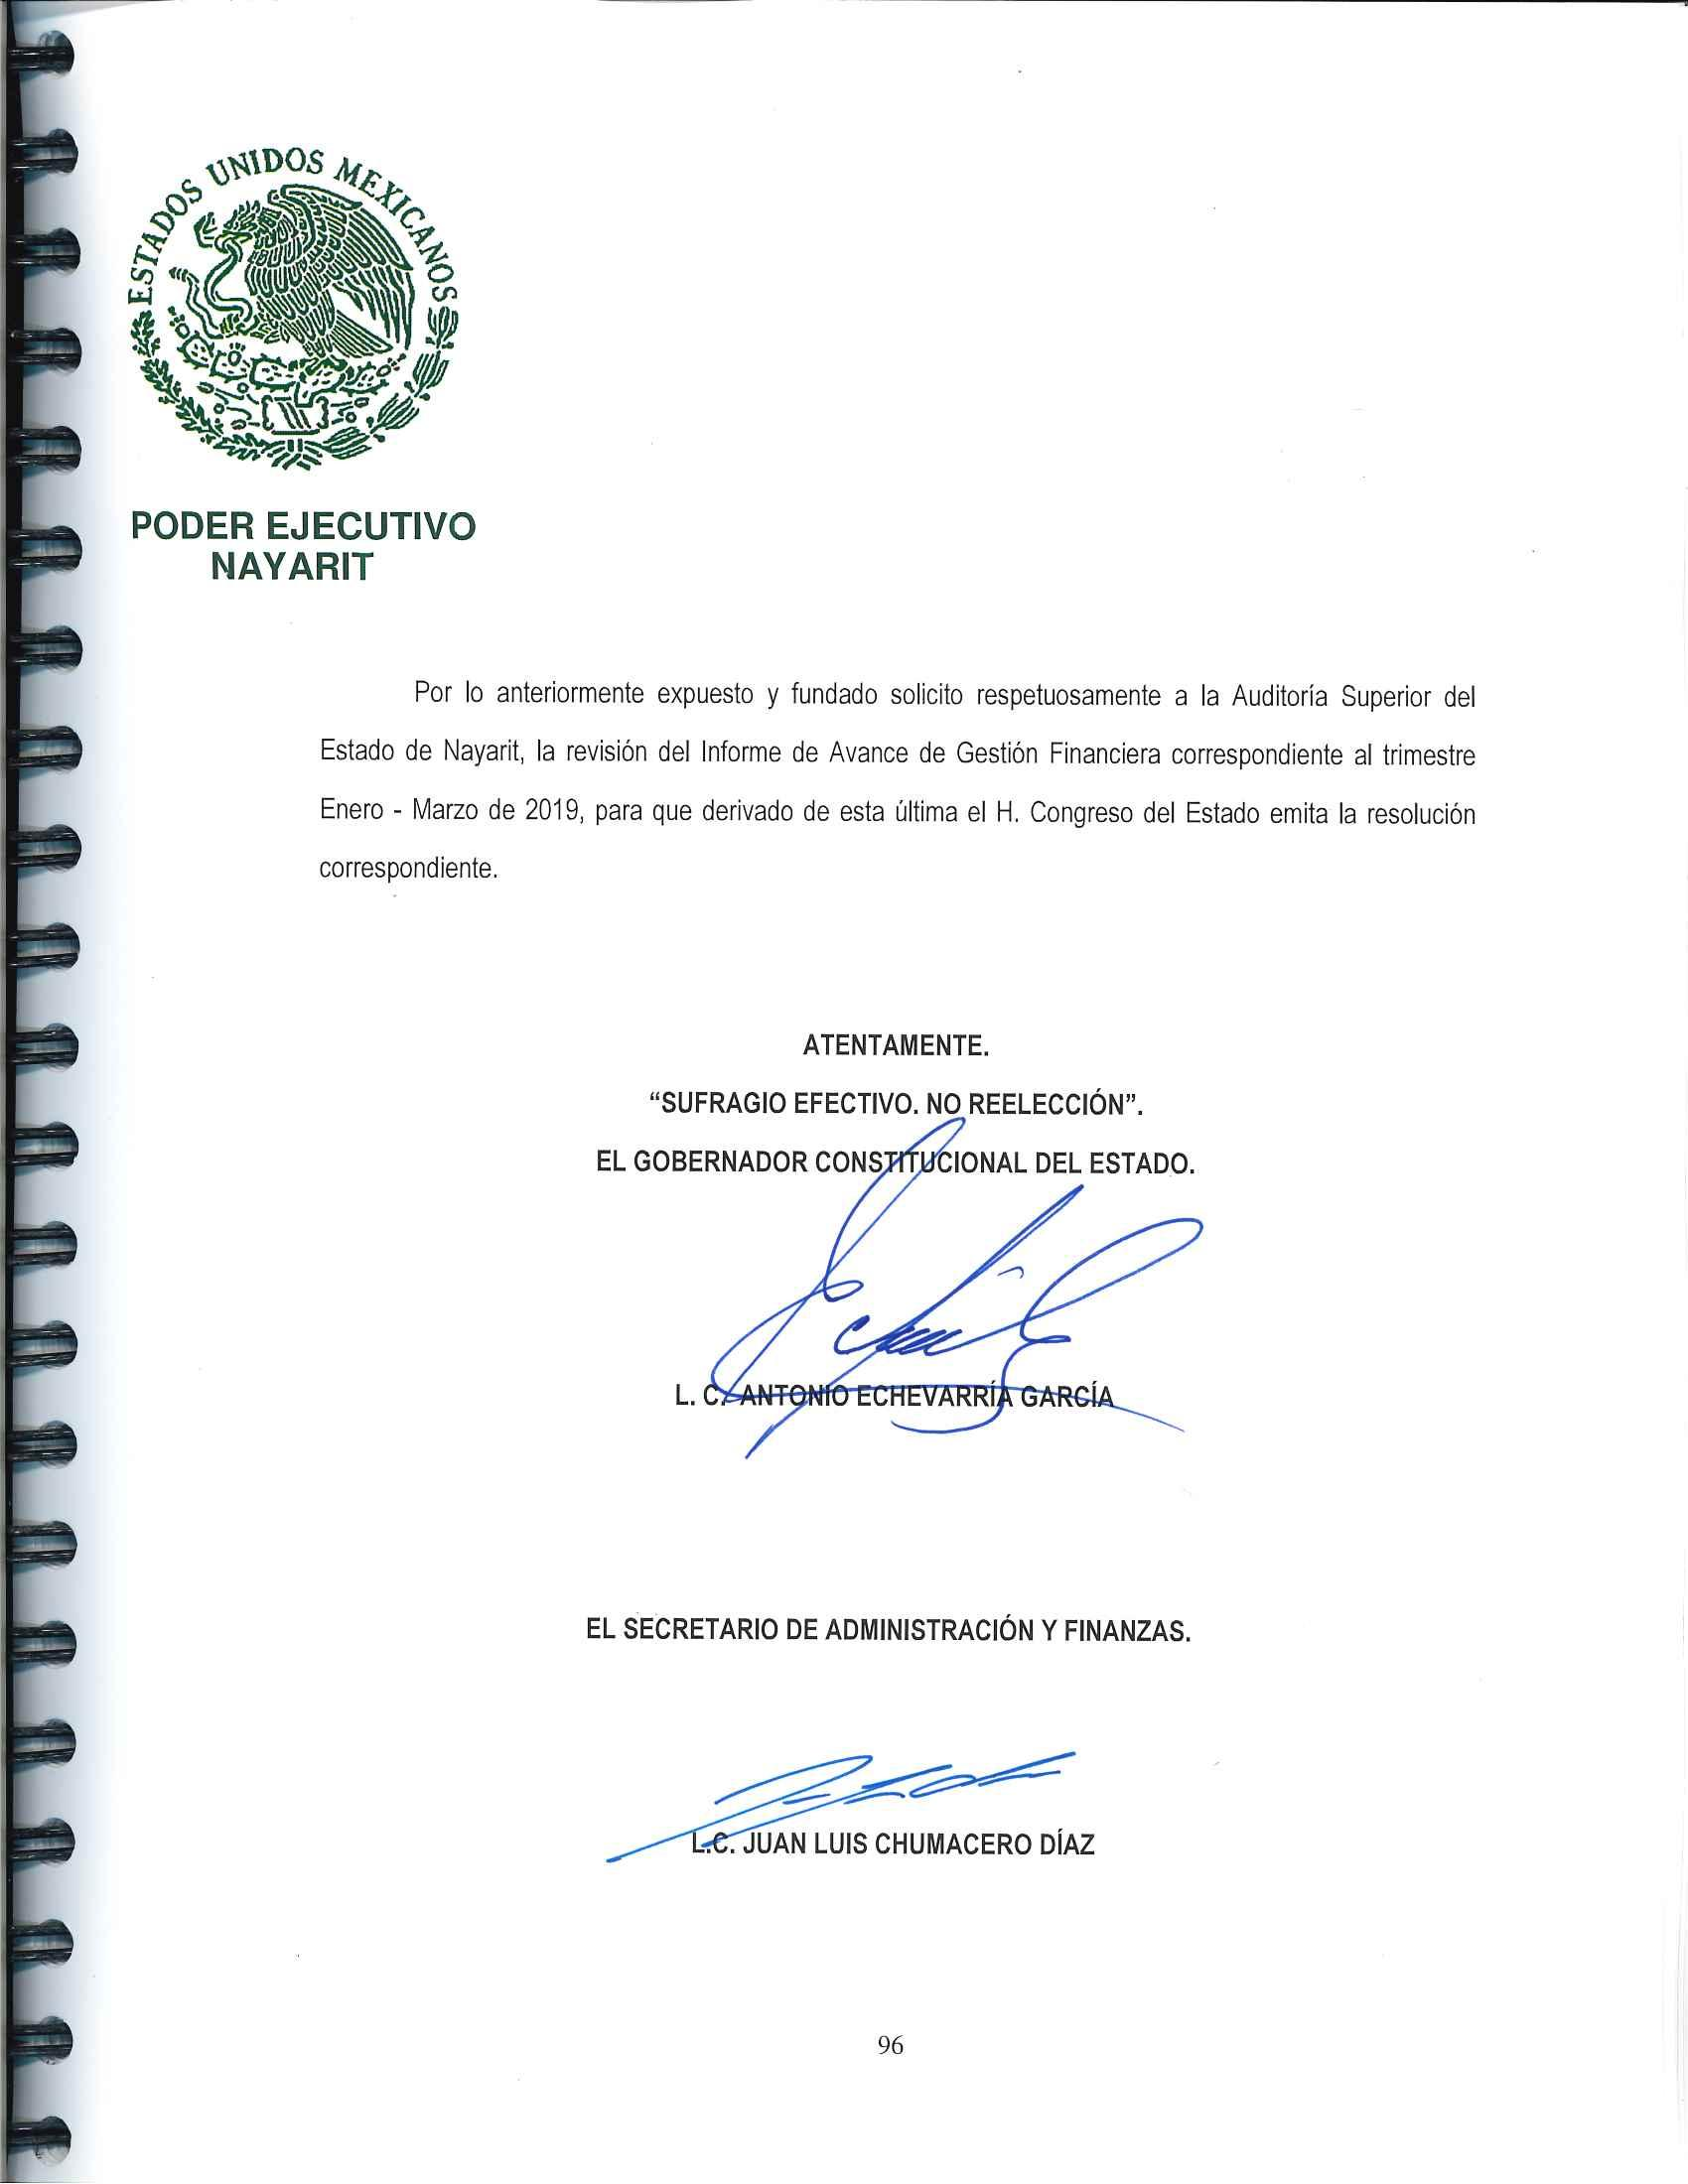 ESTADOS UNIDOS MEXICANOS
PODER EJECUTIVO
NAYARIT
Por lo anteriormente expuesto y fundado solicito respetuosamente a la Auditoría Superior del
Estado de Nayarit, la revisión del Informe de Avance de Gestión Financiera correspondiente al trimestre
Enero - Marzo de 2019, para que derivado de esta última el H. Congreso del Estado emita la resolución
correspondiente.
ATENTAMENTE.
“SUFRAGIO EFECTIVO. NO REELECCIÓN”.
EL GOBERNADOR CONSTITUCIONAL DEL ESTADO.
L. C. ANTONIO ECHEVARRÍA GARCÍA
EL SECRETARIO DE ADMINISTRACIÓN Y FINANZAS.
L.C. JUAN LUIS CHUMACERO DÍAZ
96